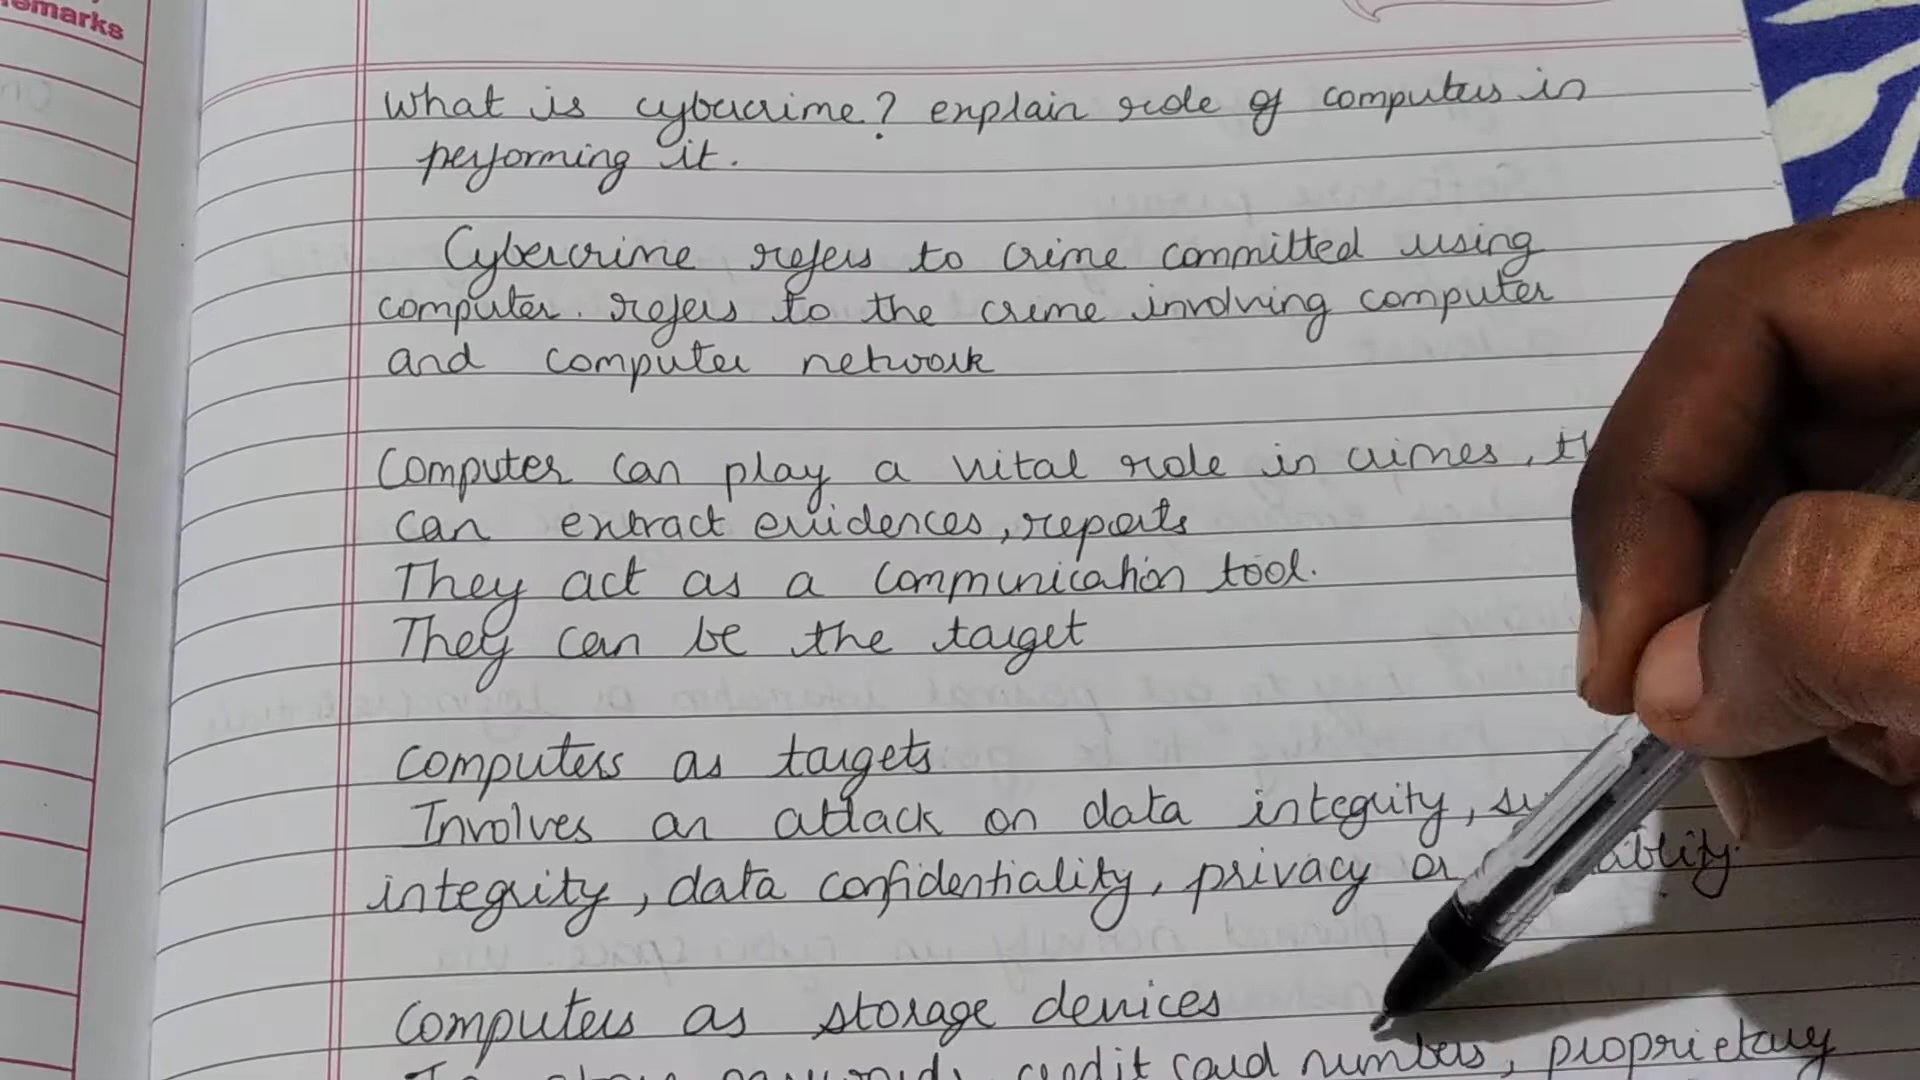 Remarks
What is cybercrime? explain role of computers in
performing it.
Cybercrime refers to crime committed using
computer. refers to the crime involving computer
and computer network
Computer can play a vital role in crimes,
can extract evidences, reports
They act as a communication tool.
They can be the target
Computers as targets
Involves an attack on data integrity,
integrity, data confidentiality, privacy or
Computers as storage devices
credit card numbers, proprietary